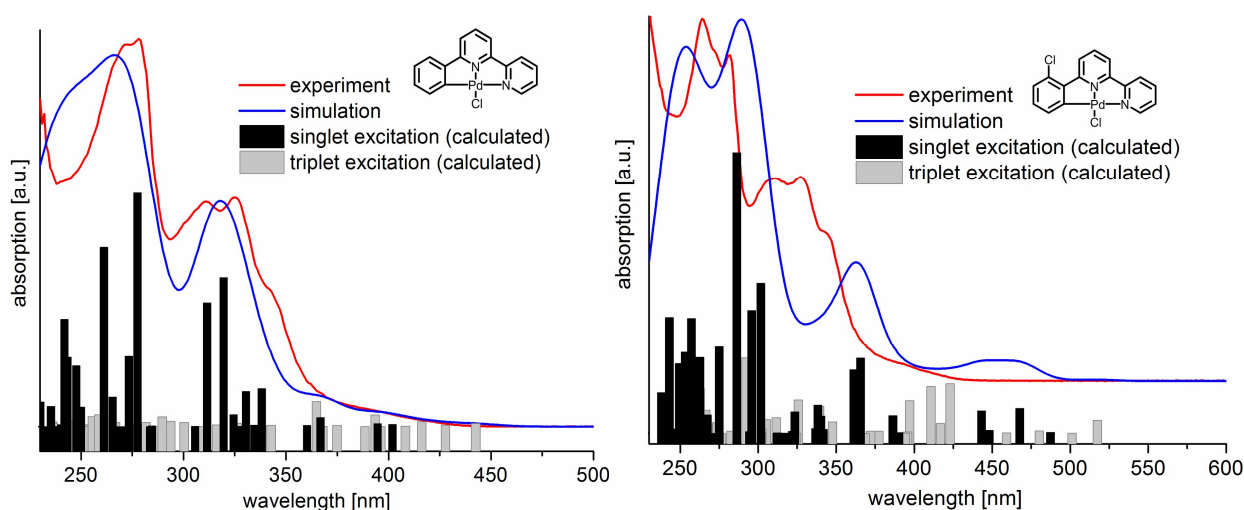 absorption [a.u.]
experiment
simulation
singlet excitation (calculated)
triplet excitation (calculated)
N
Pd
N
Cl
250
300
350
400
450
500
wavelength [nm]
absorption [a.u.]
experiment
simulation
singlet excitation (calculated)
triplet excitation (calculated)
Cl
N
Pd
N
Cl
250
300
350
400
450
500
550
600
wavelength [nm]